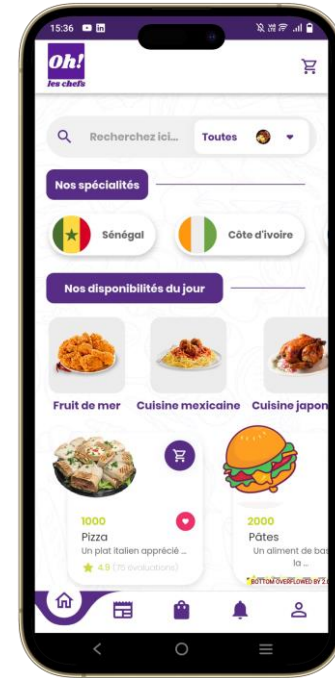 15:36
Oh!
les chefs
Recherchez ici... Toutes
Nos spécialités
Sénégal Côte d'ivoire
Nos disponibilités du jour
Fruit de mer Cuisine mexicaine Cuisine japon
1000 2000
Pizza Pâtes
Un plat italien apprécié ... Un aliment de bas
la ...
4.9 (75 évaluations)
BOTTOM OVERFLOWED BY 2.